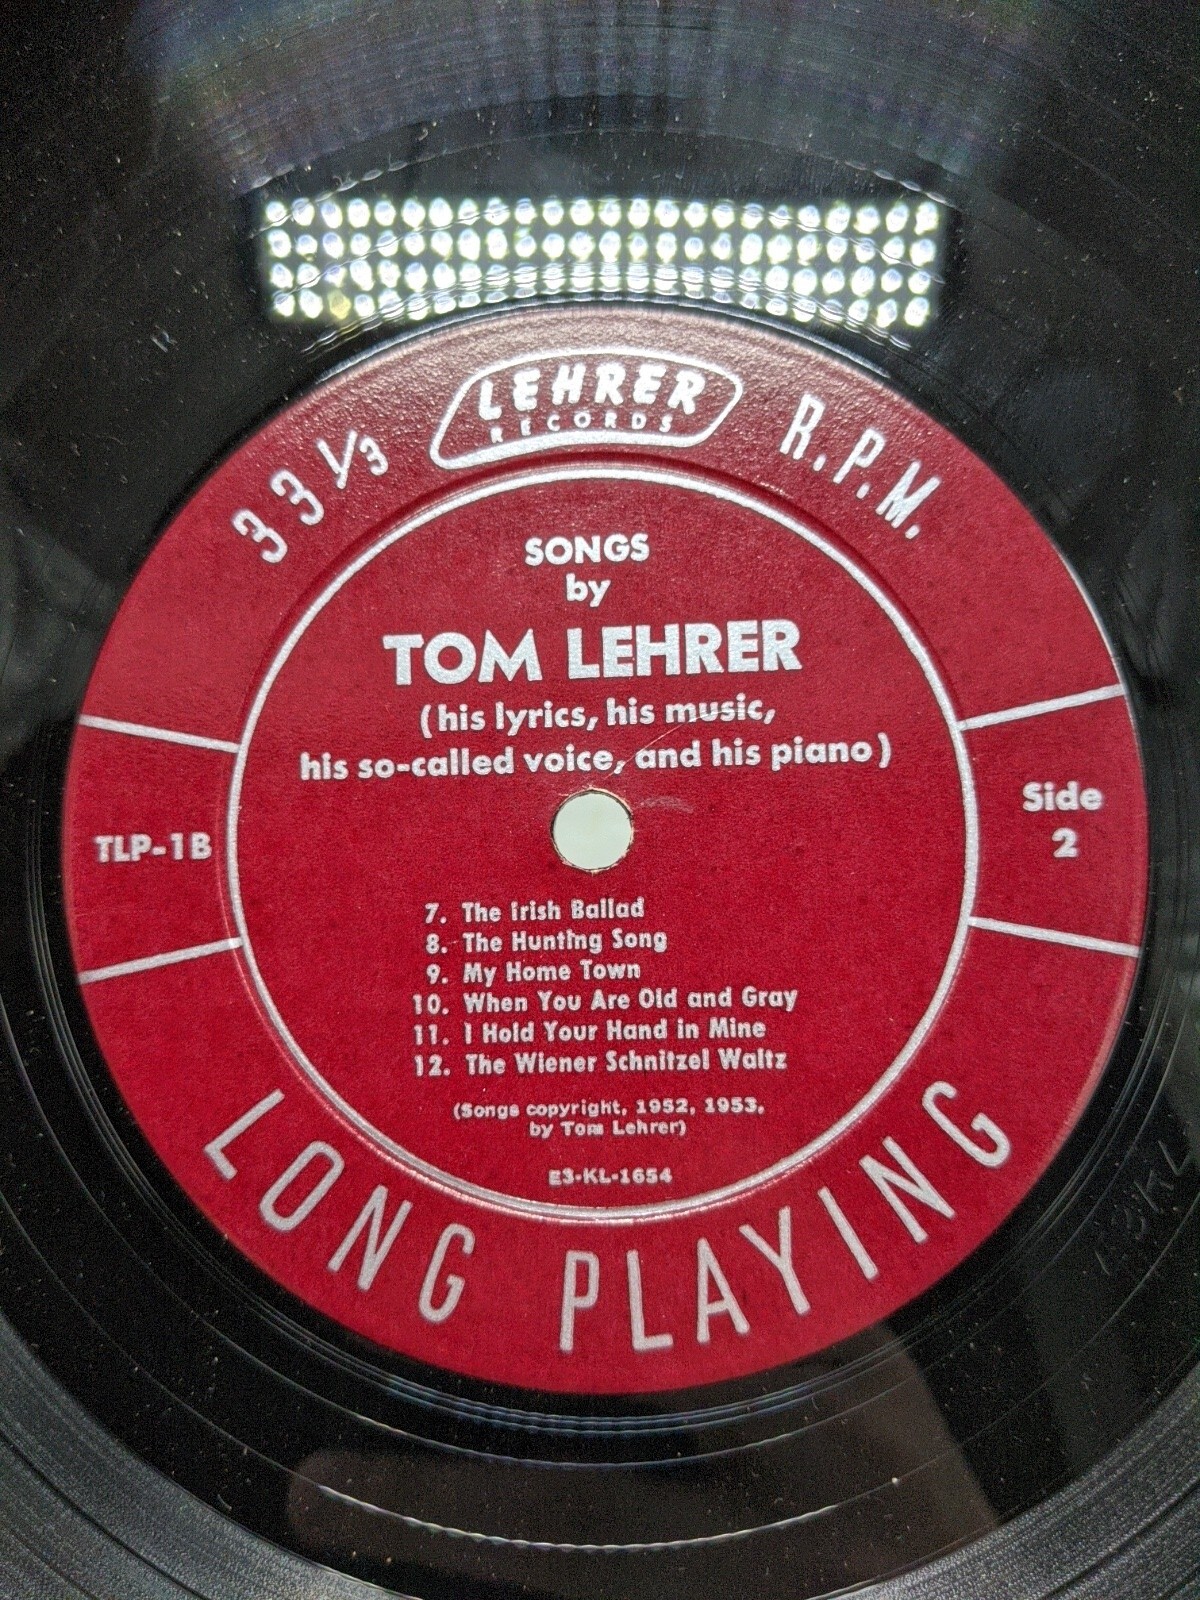 LEHRER
RECORDS
33 1/3 R.P.M.
SONGS
by
TOM LEHRER
(his lyrics, his music,
his so-called voice, and his piano)
TLP-1B
Side
2
7. The Irish Ballad
8. The Hunting Song
9. My Home Town
10. When You Are Old and Gray
11. I Hold Your Hand in Mine
12. The Wiener Schnitzel Waltz
(Songs copyright, 1952, 1953,
by Tom Lehrer)
E3-KL-1654
LONG PLAYING